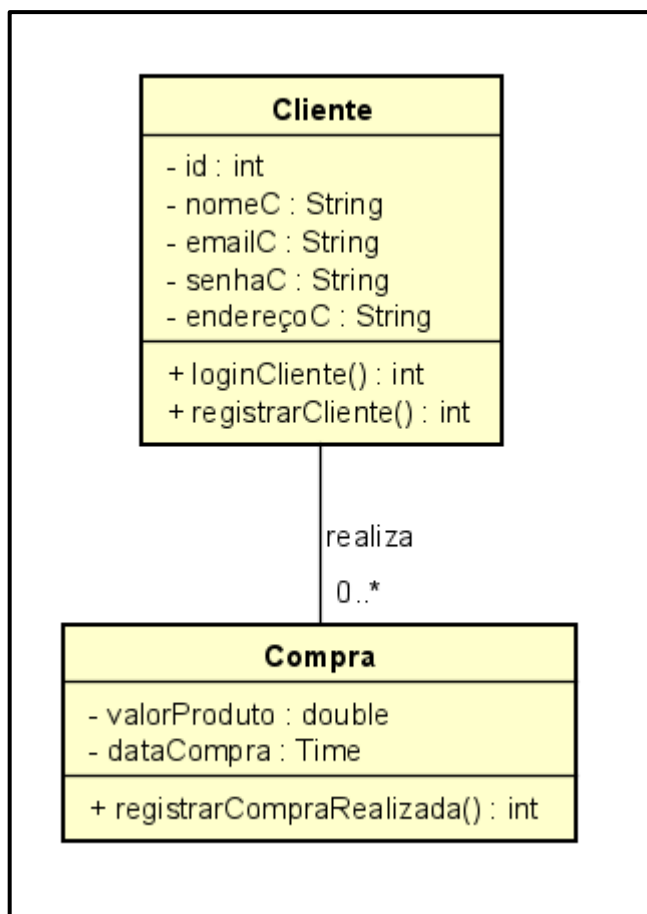 Cliente
- id : int
- nomeC : String
- emailC : String
- senhaC : String
- endereçoC : String
+ loginCliente() : int
+ registrarCliente() : int
realiza
0..*
Compra
- valorProduto : double
- dataCompra : Time
+ registrarCompraRealizada() : int